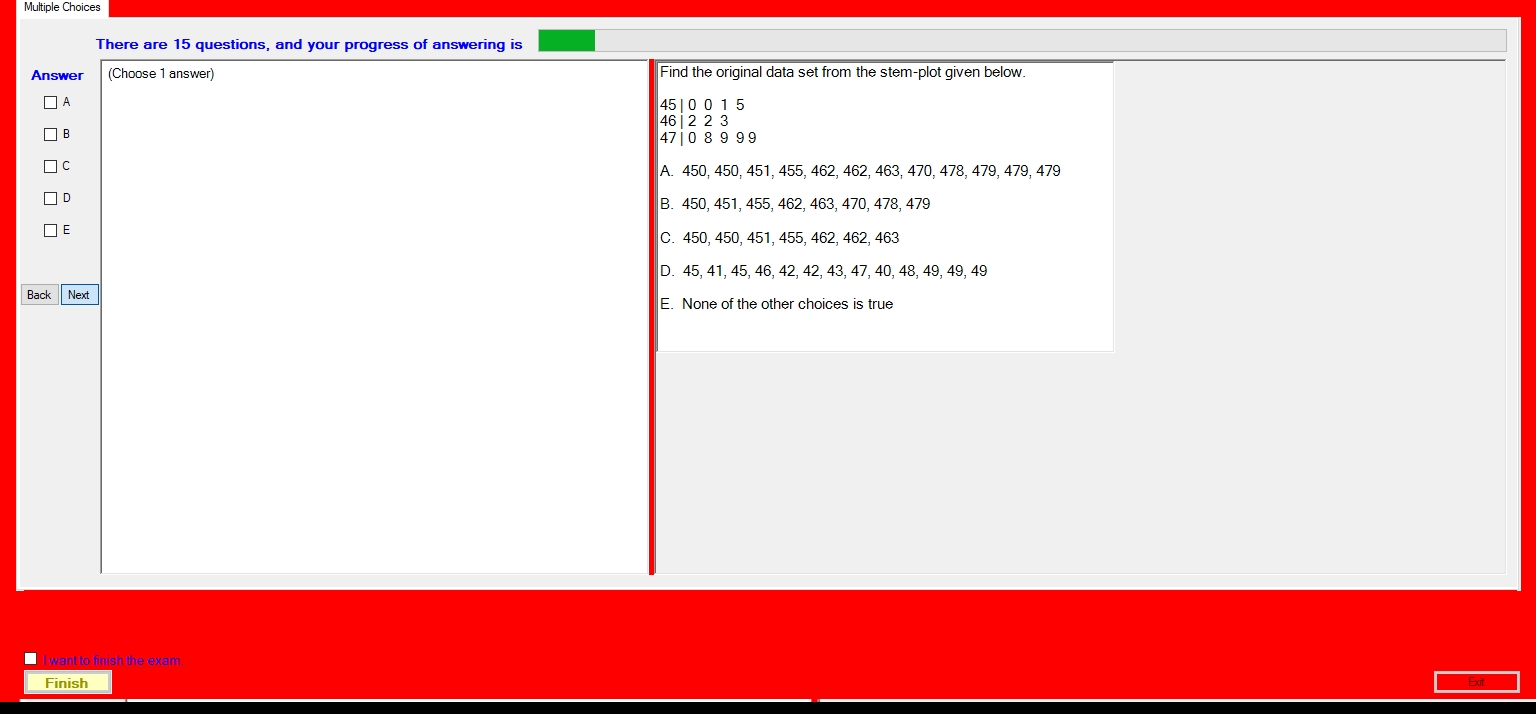 Multiple Choices
There are 15 questions, and your progress of answering is
Answer
(Choose 1 answer)
A
B
C
D
E
Back Next
Find the original data set from the stem-plot given below.
45 | 0 0 1 5
46 | 2 2 3
47 | 0 8 9 9 9
A. 450, 450, 451, 455, 462, 462, 463, 470, 478, 479, 479, 479
B. 450, 451, 455, 462, 463, 470, 478, 479
C. 450, 450, 451, 455, 462, 462, 463
D. 45, 41, 45, 46, 42, 42, 43, 47, 40, 48, 49, 49, 49
E. None of the other choices is true
I want to finish the exam.
Finish
Exit